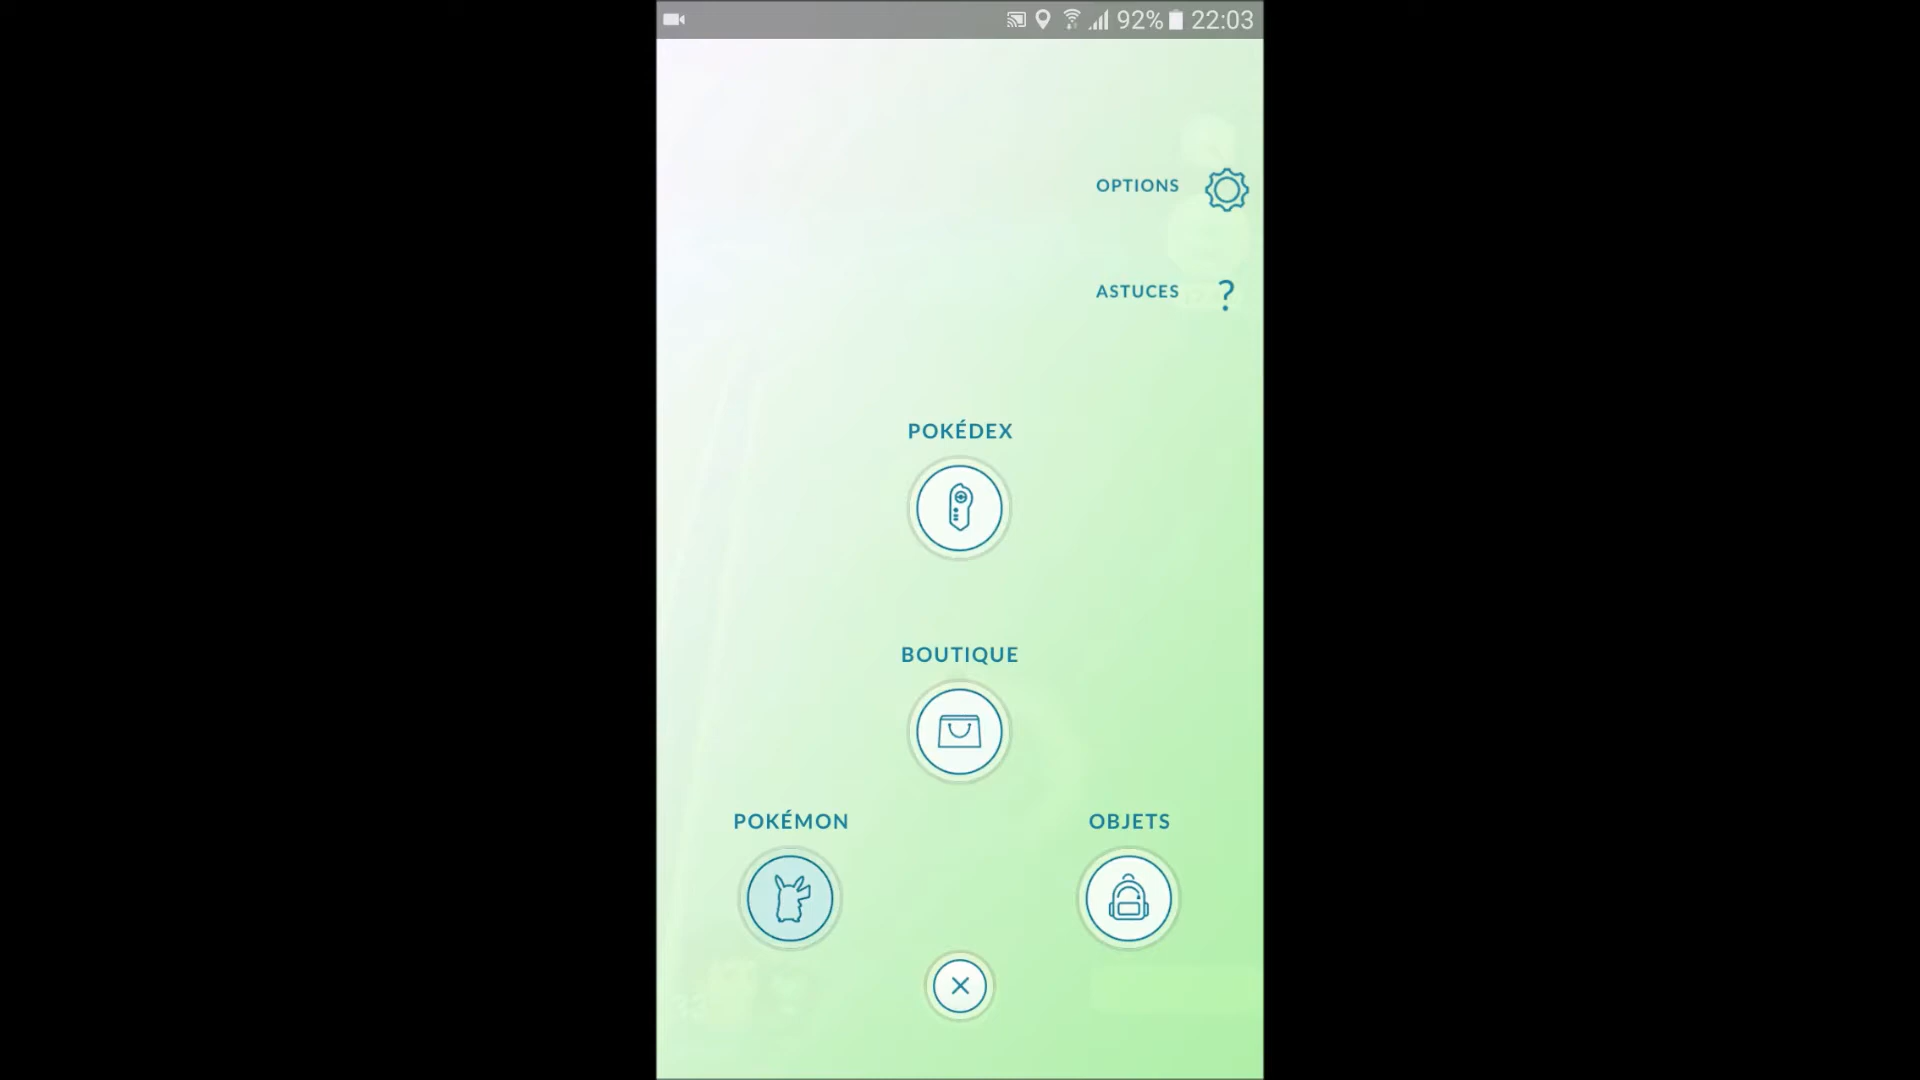 92% 22:03
OPTIONS
ASTUCES ?
POKÉDEX
BOUTIQUE
POKÉMON
OBJETS